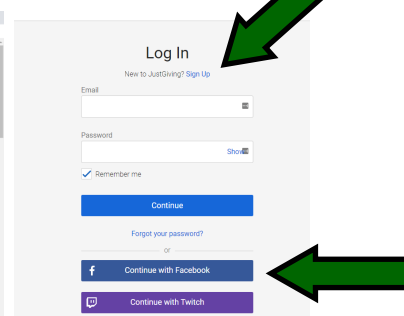 Log In
New to JustGiving? Sign Up
Email
Password
Show
Remember me
Continue
Forgot your password?
or
Continue with Facebook
Continue with Twitch